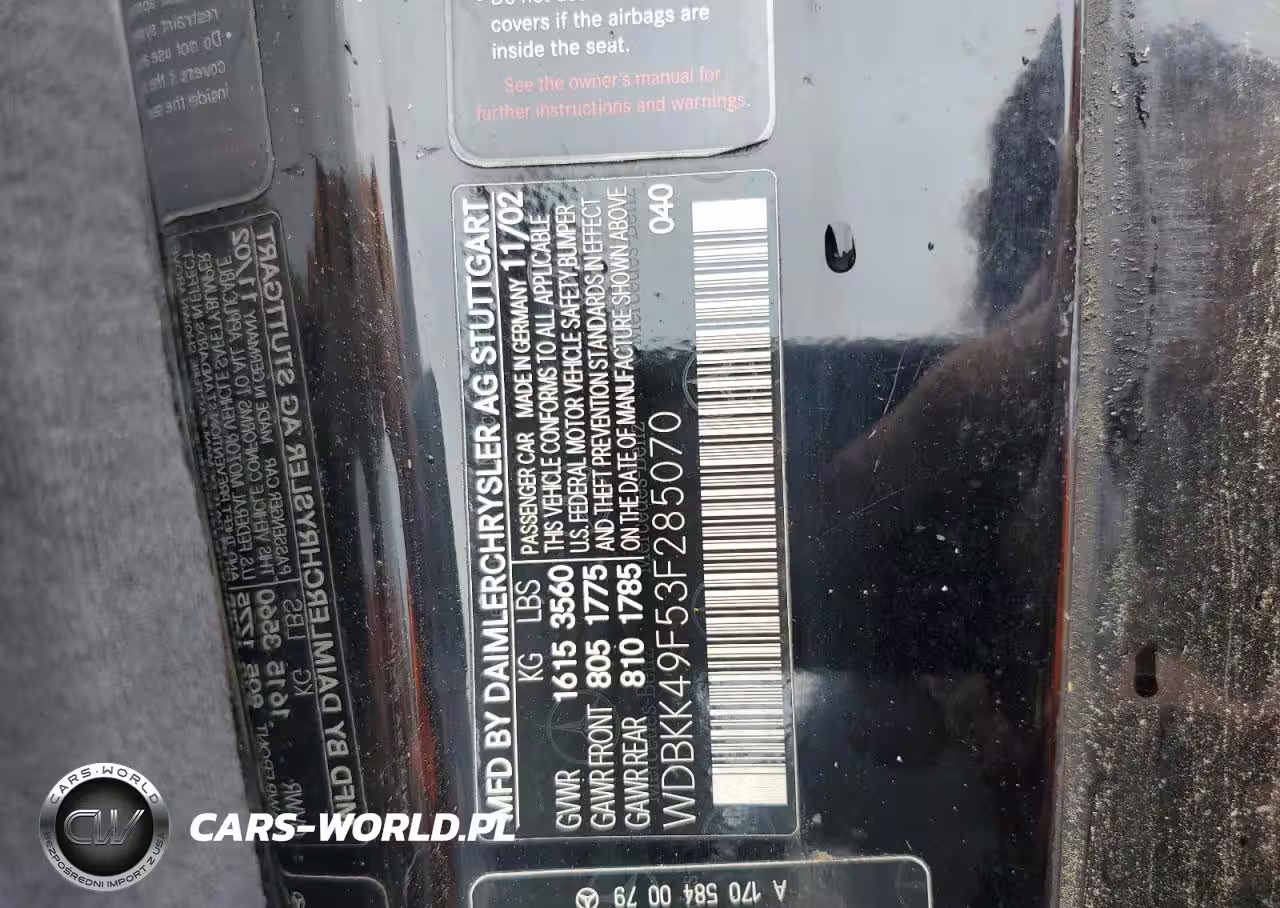 covers if the airbags are
inside the seat.
See the owner's manual for
further instructions and warnings.
MFD BY DAIMLERCHRYSLER AG STUTTGART
KG LBS PASSENGER CAR MADE IN GERMANY 11/02
GVWR 1615 3560 THIS VEHICLE CONFORMS TO ALL APPLICABLE
U.S. FEDERAL MOTOR VEHICLE SAFETY, BUMPER
GAWR FRONT 805 1775 AND THEFT PREVENTION STANDARDS IN EFFECT
GAWR REAR 810 1785 ON THE DATE OF MANUFACTURE SHOWN ABOVE
WDBKK49F53F285070 040
A 170 584 00 79
CARS-WORLD
CW
BEZPOŚREDNI IMPORT Z USA
CARS-WORLD.PL